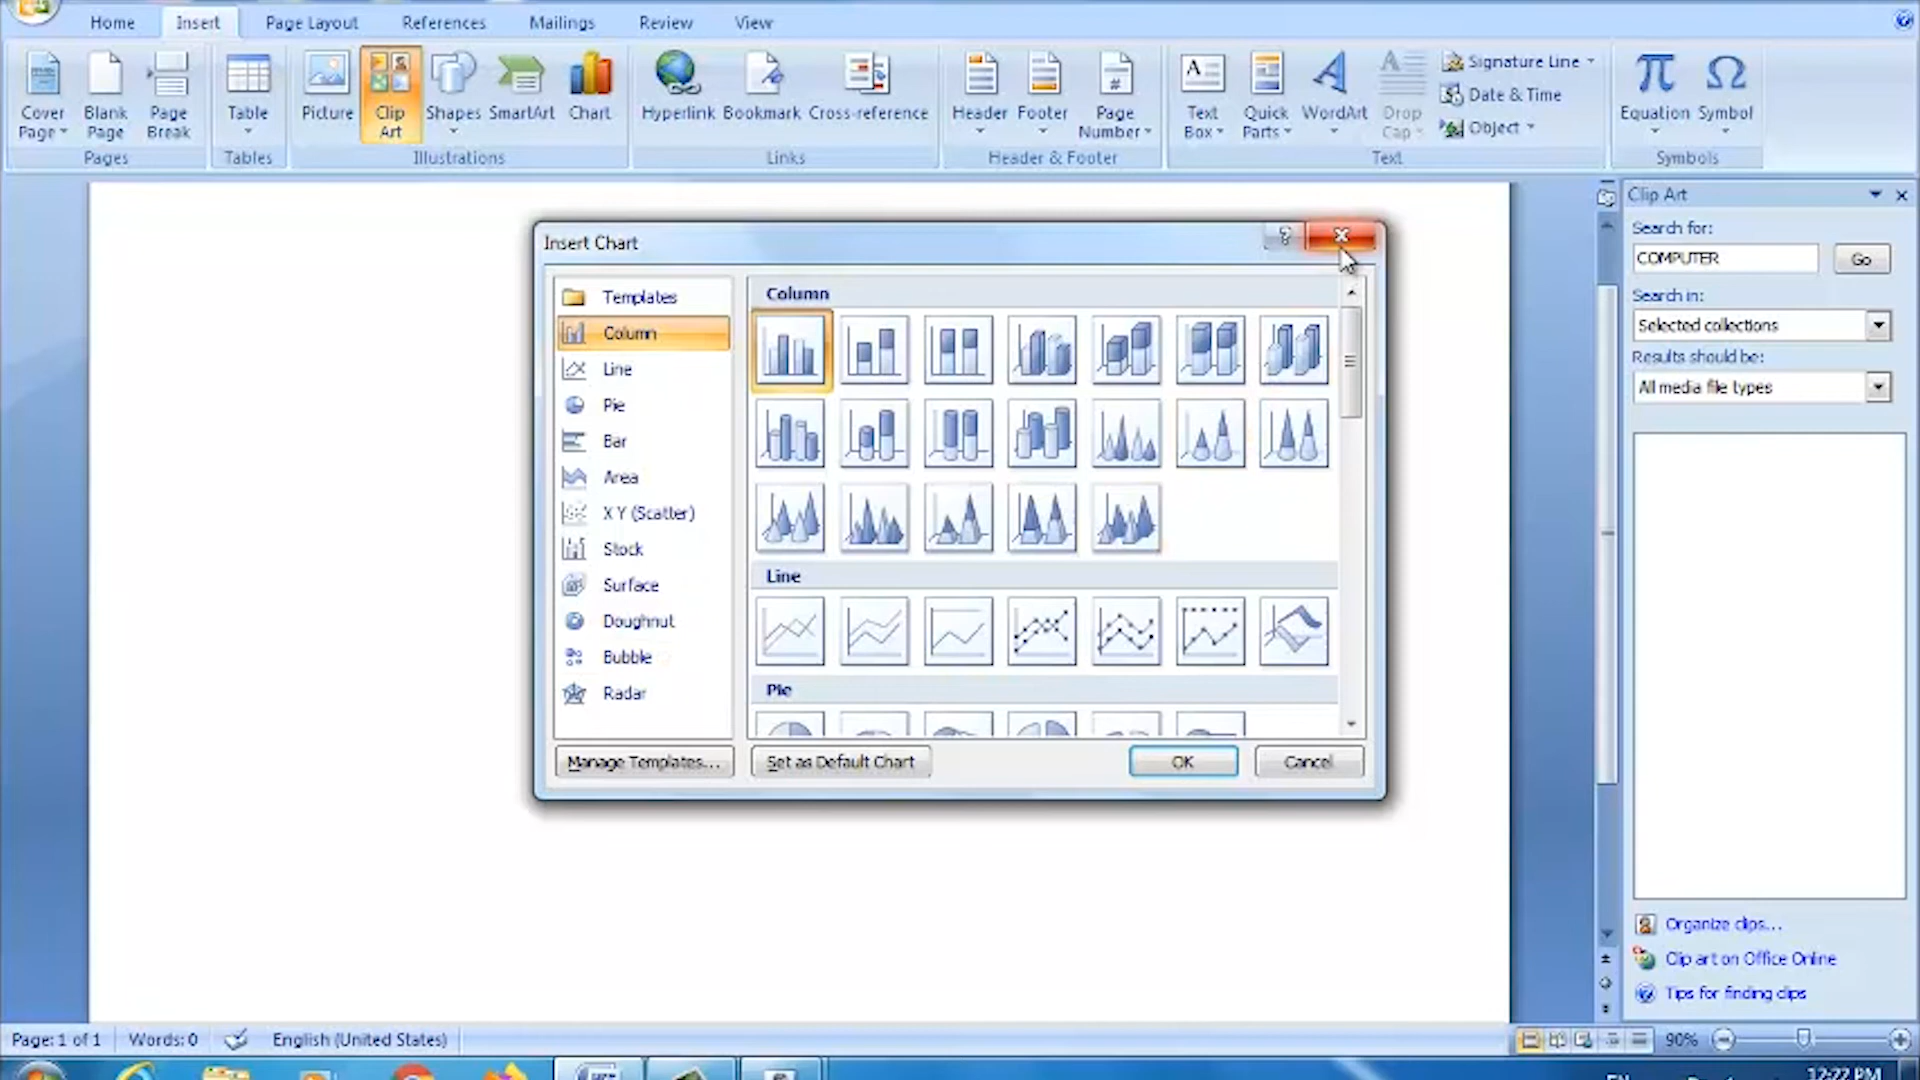 Home Insert Page Layout References Mailings Review View
Cover Page Blank Page Page Break Table Picture Clip Art Shapes SmartArt Chart Hyperlink Bookmark Cross-reference Header Footer Page Number Text Box Quick Parts WordArt Drop Cap Signature Line Date & Time Object Equation Symbol
Pages Tables Illustrations Links Header & Footer Text Symbols
Insert Chart
Templates
Column
Line
Pie
Bar
Area
X Y (Scatter)
Stock
Surface
Doughnut
Bubble
Radar
Column
Line
Pie
Manage Templates... Set as Default Chart OK Cancel
Clip Art
Search for:
COMPUTER Go
Search in:
Selected collections
Results should be:
All media file types
Organize clips...
Clip art on Office Online
Tips for finding clips
Page: 1 of 1 Words: 0 English (United States) 90%
12:22 PM